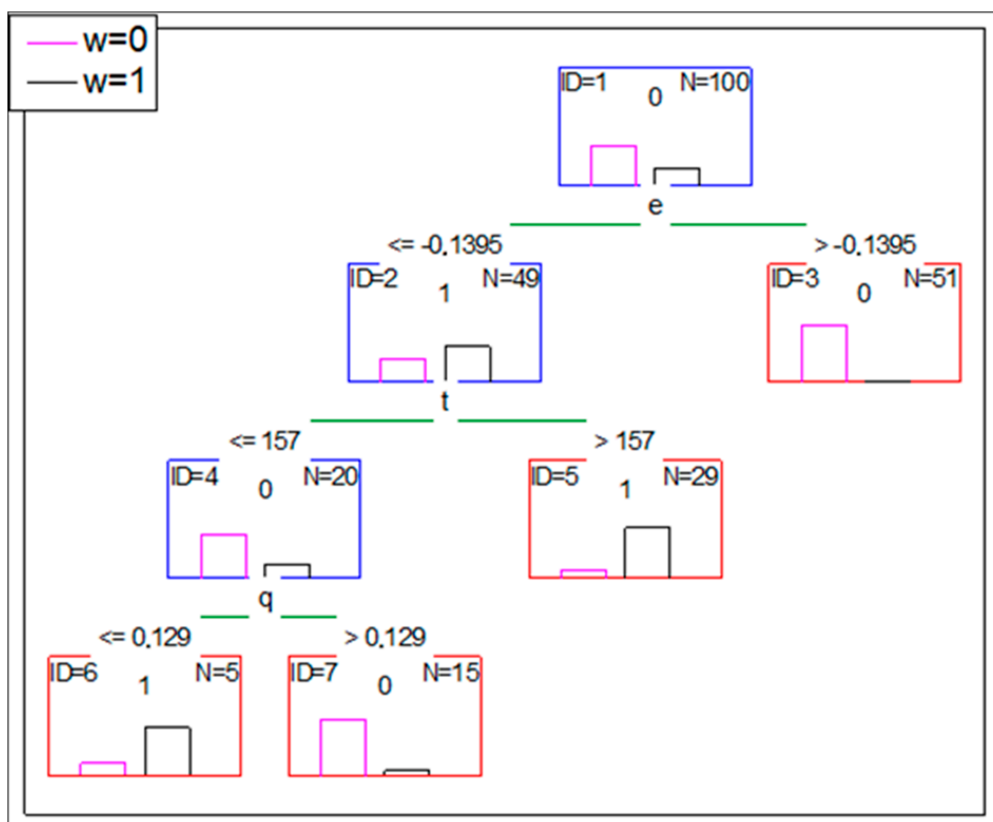 w=0
w=1
ID=1 0 N=100
e
<= -0.1395 > -0.1395
ID=2 1 N=49 ID=3 0 N=51
t
<= 157 > 157
ID=4 0 N=20 ID=5 1 N=29
q
<= 0.129 > 0.129
ID=6 1 N=5 ID=7 0 N=15